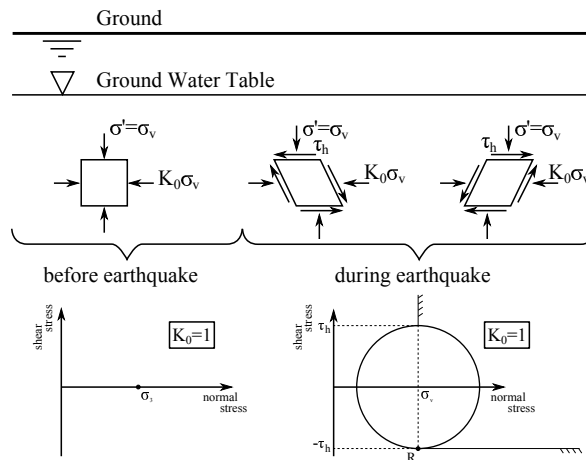 Ground
Ground Water Table
σ'=σᵥ
σ'=σᵥ
σ'=σᵥ
τₕ
τₕ
K₀σᵥ
K₀σᵥ
K₀σᵥ
before earthquake
during earthquake
shear stress
K₀=1
σ₃
normal stress
shear stress
τₕ
K₀=1
σᵥ
normal stress
-τₕ
R